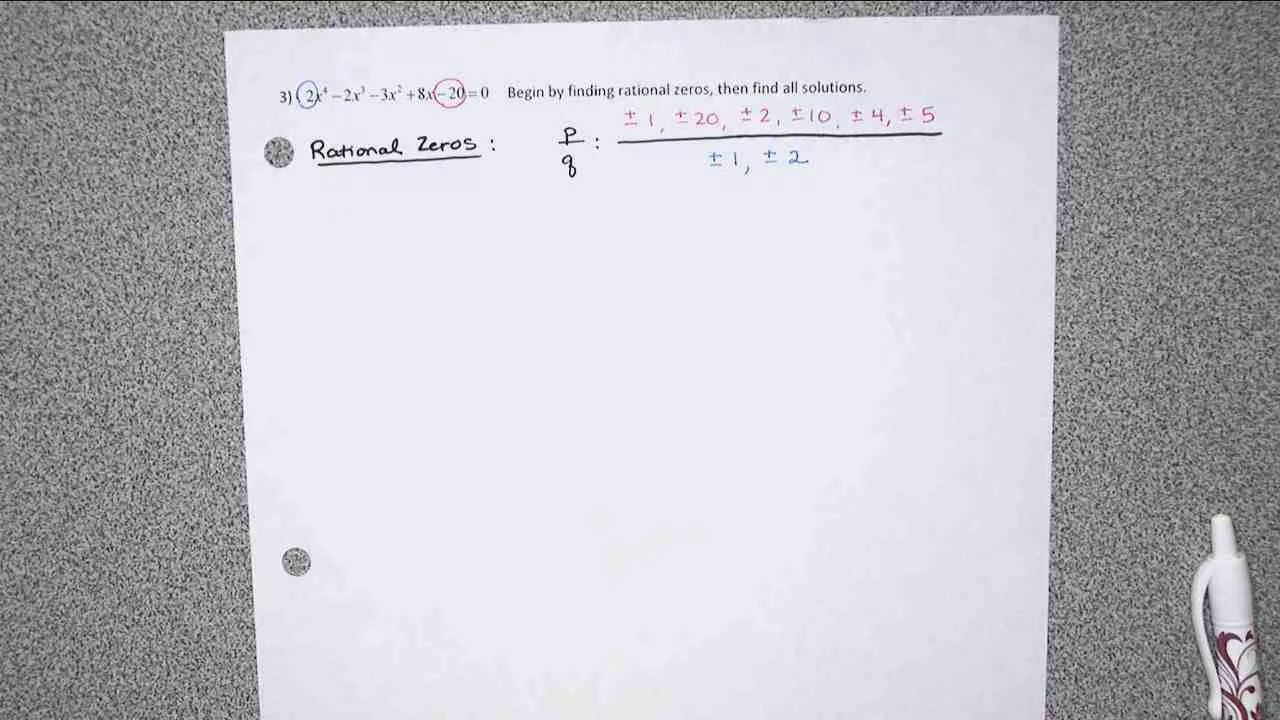 3) 2x⁴ − 2x³ − 3x² + 8x − 20 = 0 Begin by finding rational zeros, then find all solutions.
Rational Zeros : P/q : ± 1, ± 20, ± 2, ± 10, ± 4, ± 5
± 1, ± 2